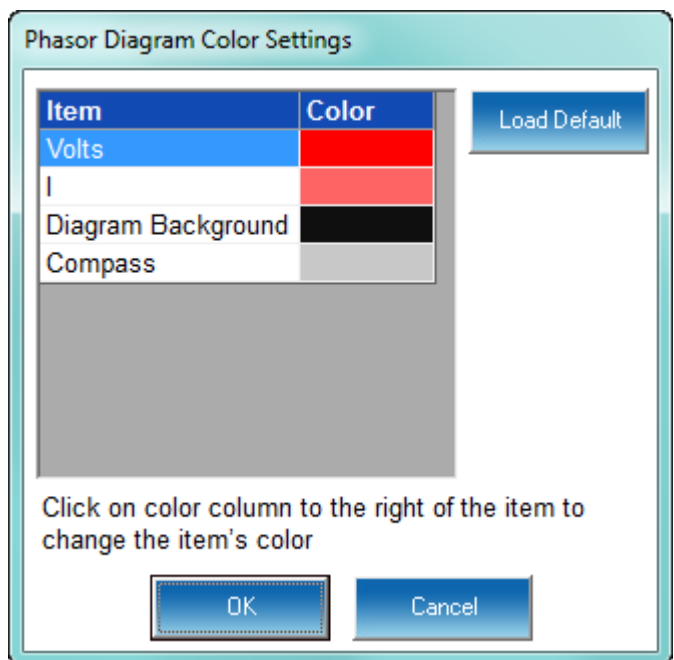 Phasor Diagram Color Settings
Item Color
Load Default
Volts
I
Diagram Background
Compass
Click on color column to the right of the item to
change the item's color
OK Cancel